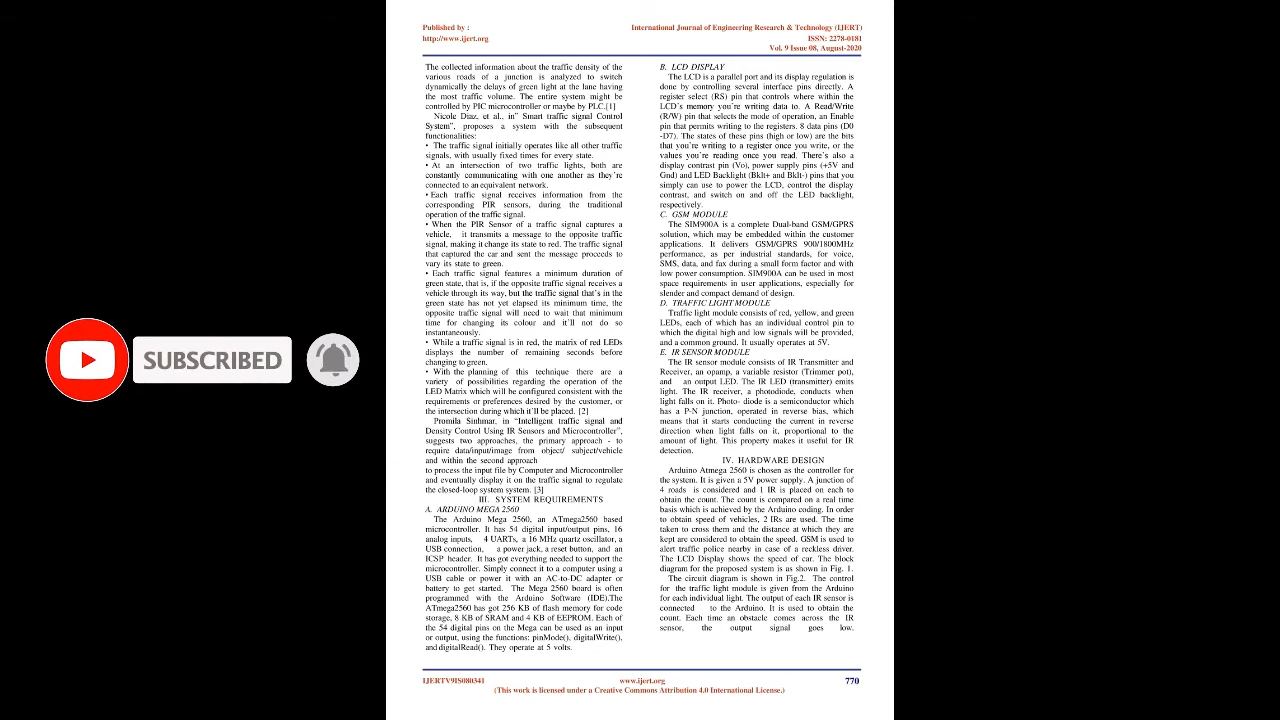 SUBSCRIBED
Published by :
http://www.ijert.org
International Journal of Engineering Research & Technology (IJERT)
ISSN: 2278-0181
Vol. 9 Issue 08, August-2020
The collected information about the traffic density of the
various roads of a junction is analyzed to switch
dynamically the delays of green light at the lane having
the most traffic volume. The entire system might be
controlled by PIC microcontroller or maybe by PLC.[1]
Nicole Diaz, et al., in" Smart traffic signal Control
System", proposes a system with the subsequent
functionalities:
• The traffic signal initially operates like all other traffic
signals, with usually fixed times for every state.
• At an intersection of two traffic lights, both are
constantly communicating with one another as they're
connected to an equivalent network.
• Each traffic signal receives information from the
corresponding PIR sensors, during the traditional
operation of the traffic signal.
• When the PIR Sensor of a traffic signal captures a
vehicle, it transmits a message to the opposite traffic
signal, making it change its state to red. The traffic signal
that captured the car and sent the message proceeds to
vary its state to green.
• Each traffic signal features a minimum duration of
green state, that is, if the opposite traffic signal receives a
vehicle through its way, but the traffic signal that's in the
green state has not yet elapsed its minimum time, the
opposite traffic signal will need to wait that minimum
time for changing its colour and it'll not do so
instantaneously.
• While a traffic signal is in red, the matrix of red LEDs
displays the number of remaining seconds before
changing to green.
• With the planning of this technique there are a
variety of possibilities regarding the operation of the
LED Matrix which will be configured consistent with the
requirements or preferences desired by the customer, or
the intersection during which it'll be placed. [2]
Promila Sinhmar, in "Intelligent traffic signal and
Density Control Using IR Sensors and Microcontroller",
suggests two approaches, the primary approach - to
require data/input/image from object/ subject/vehicle
and within the second approach
to process the input file by Computer and Microcontroller
and eventually display it on the traffic signal to regulate
the closed-loop system system. [3]
III. SYSTEM REQUIREMENTS
A. ARDUINO MEGA 2560
The Arduino Mega 2560, an ATmega2560 based
microcontroller. It has 54 digital input/output pins, 16
analog inputs, 4 UARTs, a 16 MHz quartz oscillator, a
USB connection, a power jack, a reset button, and an
ICSP header. It has got everything needed to support the
microcontroller. Simply connect it to a computer using a
USB cable or power it with an AC-to-DC adapter or
battery to get started. The Mega 2560 board is often
programmed with the Arduino Software (IDE).The
ATmega2560 has got 256 KB of flash memory for code
storage, 8 KB of SRAM and 4 KB of EEPROM. Each of
the 54 digital pins on the Mega can be used as an input
or output, using the functions: pinMode(), digitalWrite(),
and digitalRead(). They operate at 5 volts.
B. LCD DISPLAY
The LCD is a parallel port and its display regulation is
done by controlling several interface pins directly. A
register select (RS) pin that controls where within the
LCD's memory you're writing data to. A Read/Write
(R/W) pin that selects the mode of operation, an Enable
pin that permits writing to the registers. 8 data pins (D0
-D7). The states of these pins (high or low) are the bits
that you're writing to a register once you write, or the
values you're reading once you read. There's also a
display contrast pin (Vo), power supply pins (+5V and
Gnd) and LED Backlight (Bklt+ and Bklt-) pins that you
simply can use to power the LCD, control the display
contrast, and switch on and off the LED backlight,
respectively.
C. GSM MODULE
The SIM900A is a complete Dual-band GSM/GPRS
solution, which may be embedded within the customer
applications. It delivers GSM/GPRS 900/1800MHz
performance, as per industrial standards, for voice,
SMS, data, and fax during a small form factor and with
low power consumption. SIM900A can be used in most
space requirements in user applications, especially for
slender and compact demand of design.
D. TRAFFIC LIGHT MODULE
Traffic light module consists of red, yellow, and green
LEDs, each of which has an individual control pin to
which the digital high and low signals will be provided,
and a common ground. It usually operates at 5V.
E. IR SENSOR MODULE
The IR sensor module consists of IR Transmitter and
Receiver, an opamp, a variable resistor (Trimmer pot),
and an output LED. The IR LED (transmitter) emits
light. The IR receiver, a photodiode, conducts when
light falls on it. Photo- diode is a semiconductor which
has a P-N junction, operated in reverse bias, which
means that it starts conducting the current in reverse
direction when light falls on it, proportional to the
amount of light. This property makes it useful for IR
detection.
IV. HARDWARE DESIGN
Arduino Atmega 2560 is chosen as the controller for
the system. It is given a 5V power supply. A junction of
4 roads is considered and 1 IR is placed on each to
obtain the count. The count is compared on a real time
basis which is achieved by the Arduino coding. In order
to obtain speed of vehicles, 2 IRs are used. The time
taken to cross them and the distance at which they are
kept are considered to obtain the speed. GSM is used to
alert traffic police nearby in case of a reckless driver.
The LCD Display shows the speed of car. The block
diagram for the proposed system is as shown in Fig. 1.
The circuit diagram is shown in Fig.2. The control
for the traffic light module is given from the Arduino
for each individual light. The output of each IR sensor is
connected to the Arduino. It is used to obtain the
count. Each time an obstacle comes across the IR
sensor, the output signal goes low.
IJERTV9IS080341
www.ijert.org
770
(This work is licensed under a Creative Commons Attribution 4.0 International License.)